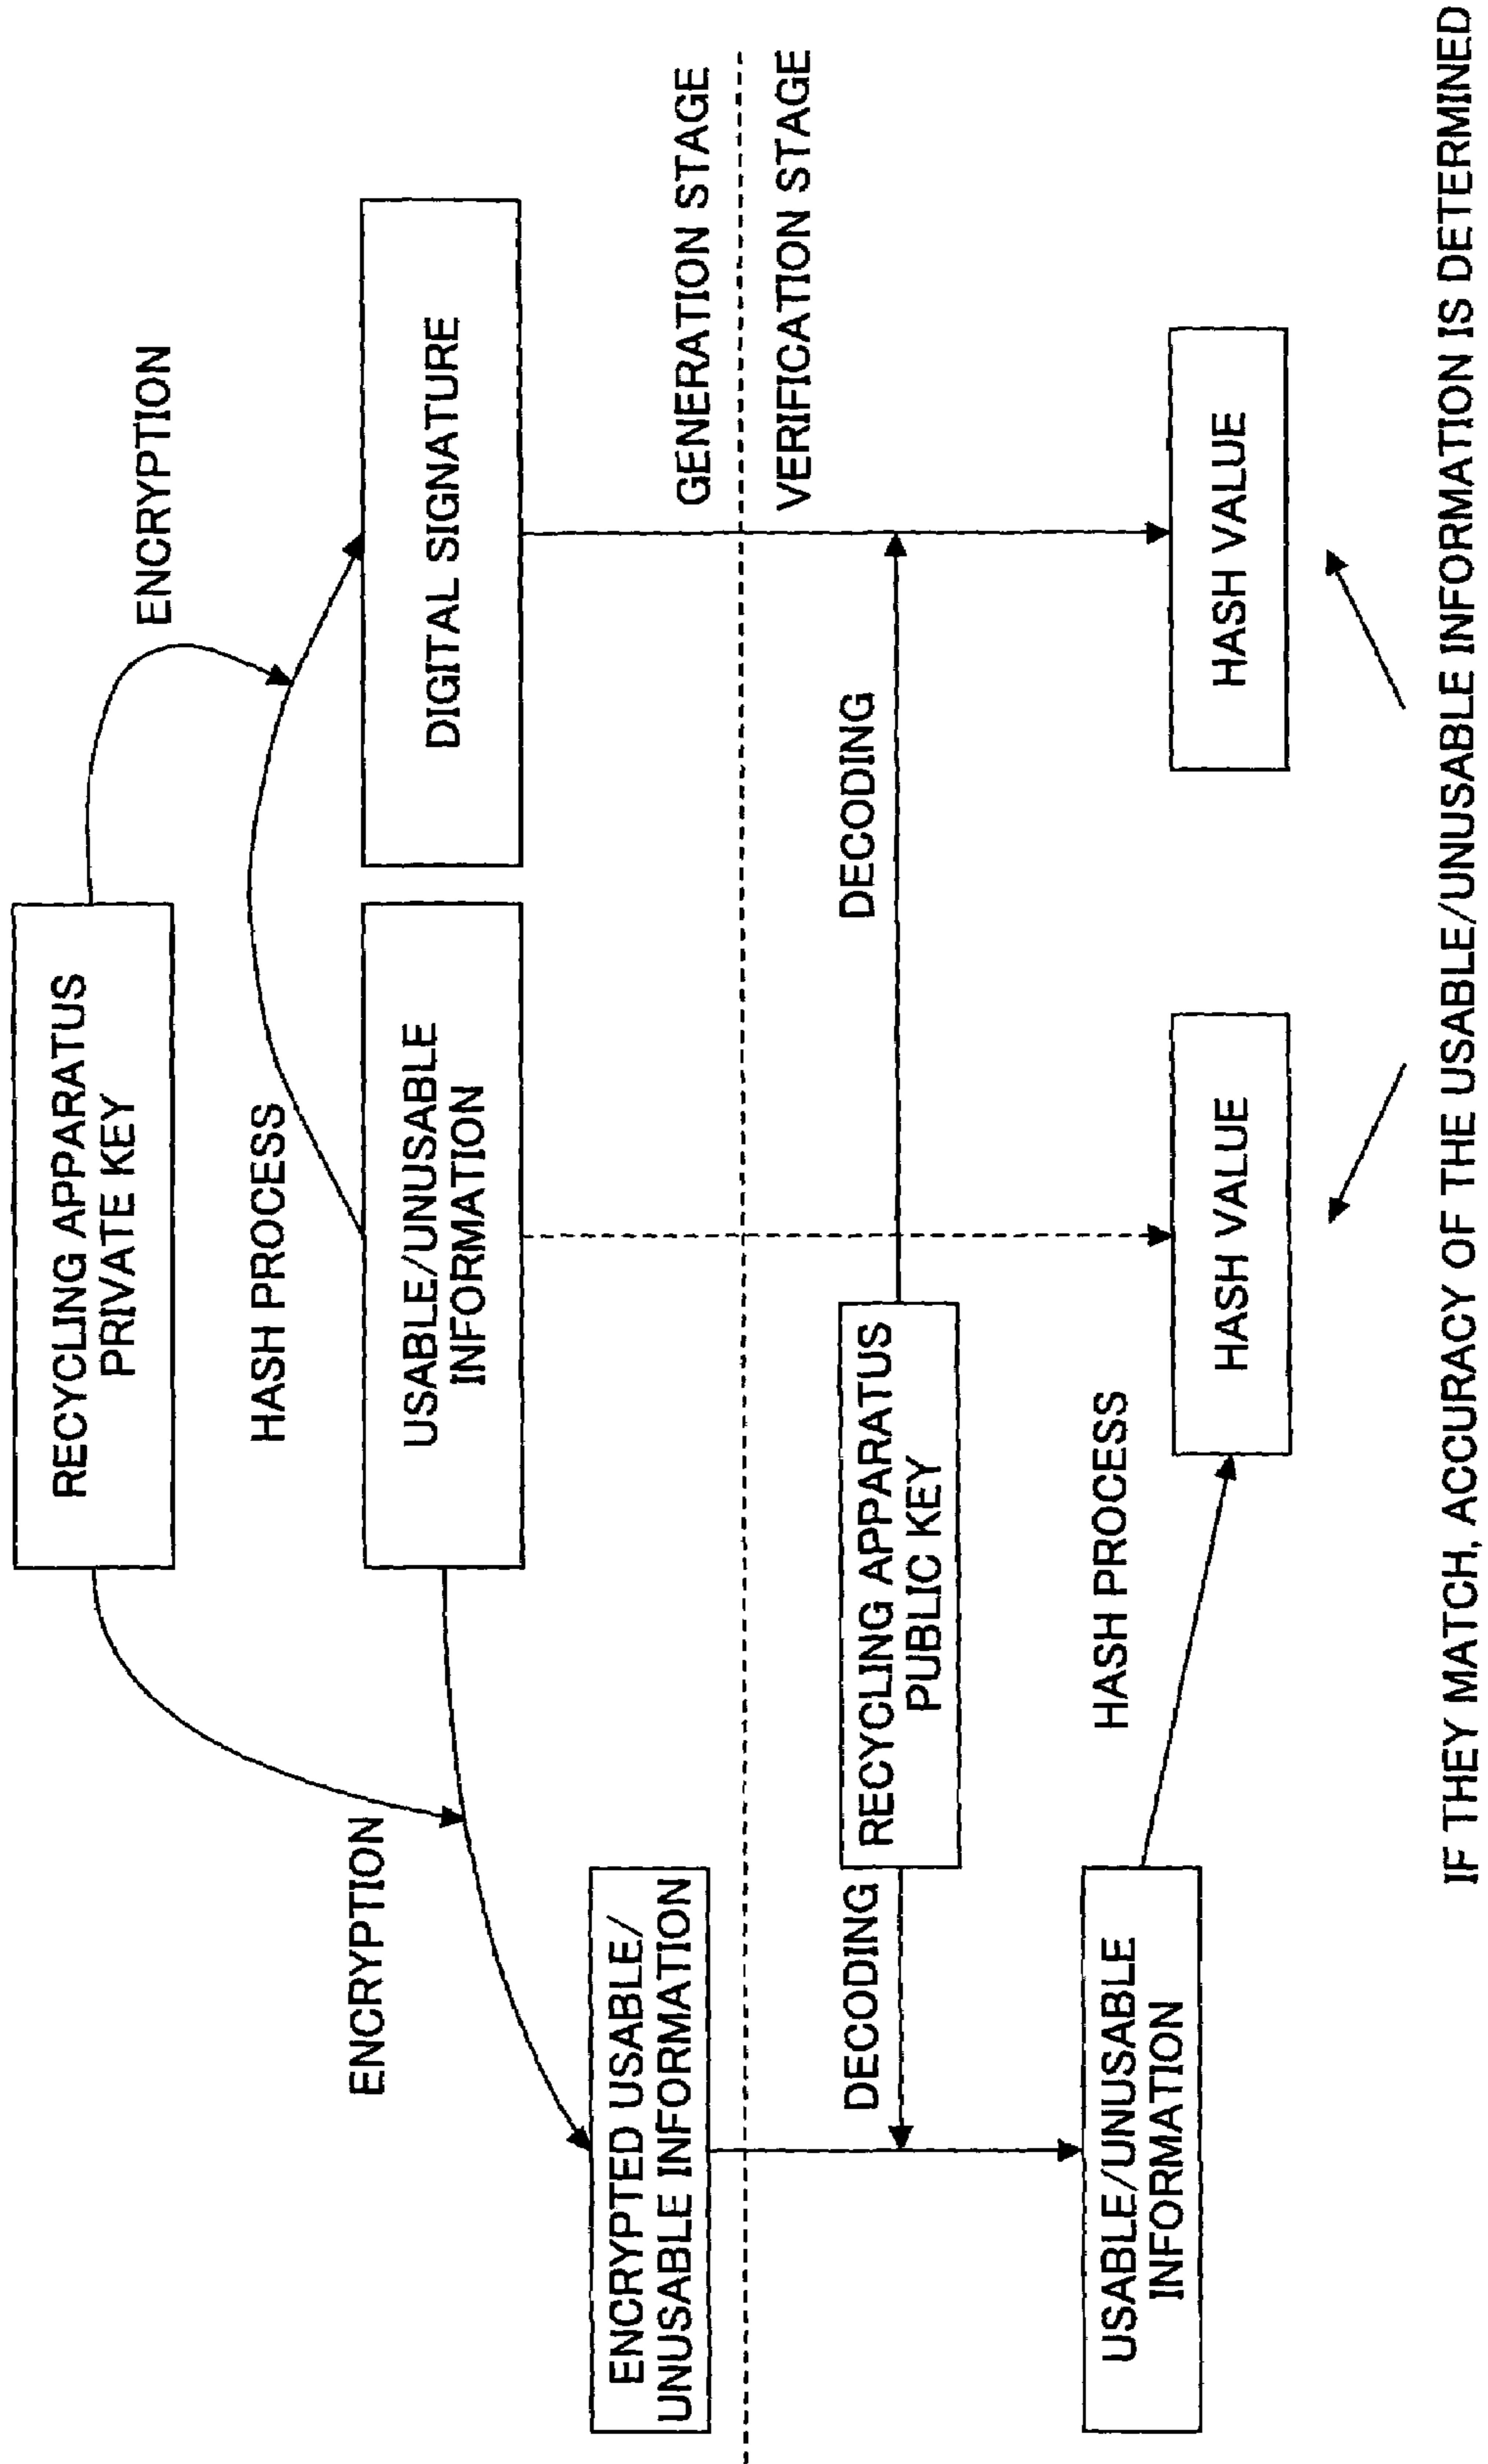 RECYCLING APPARATUS
PRIVATE KEY
ENCRYPTION
HASH PROCESS
ENCRYPTION
USABLE/UNUSABLE
INFORMATION
DIGITAL SIGNATURE
ENCRYPTED USABLE/
UNUSABLE INFORMATION
GENERATION STAGE
VERIFICATION STAGE
DECODING
RECYCLING APPARATUS
PUBLIC KEY
DECODING
USABLE/UNUSABLE
INFORMATION
HASH PROCESS
HASH VALUE
HASH VALUE
IF THEY MATCH, ACCURACY OF THE USABLE/UNUSABLE INFORMATION IS DETERMINED